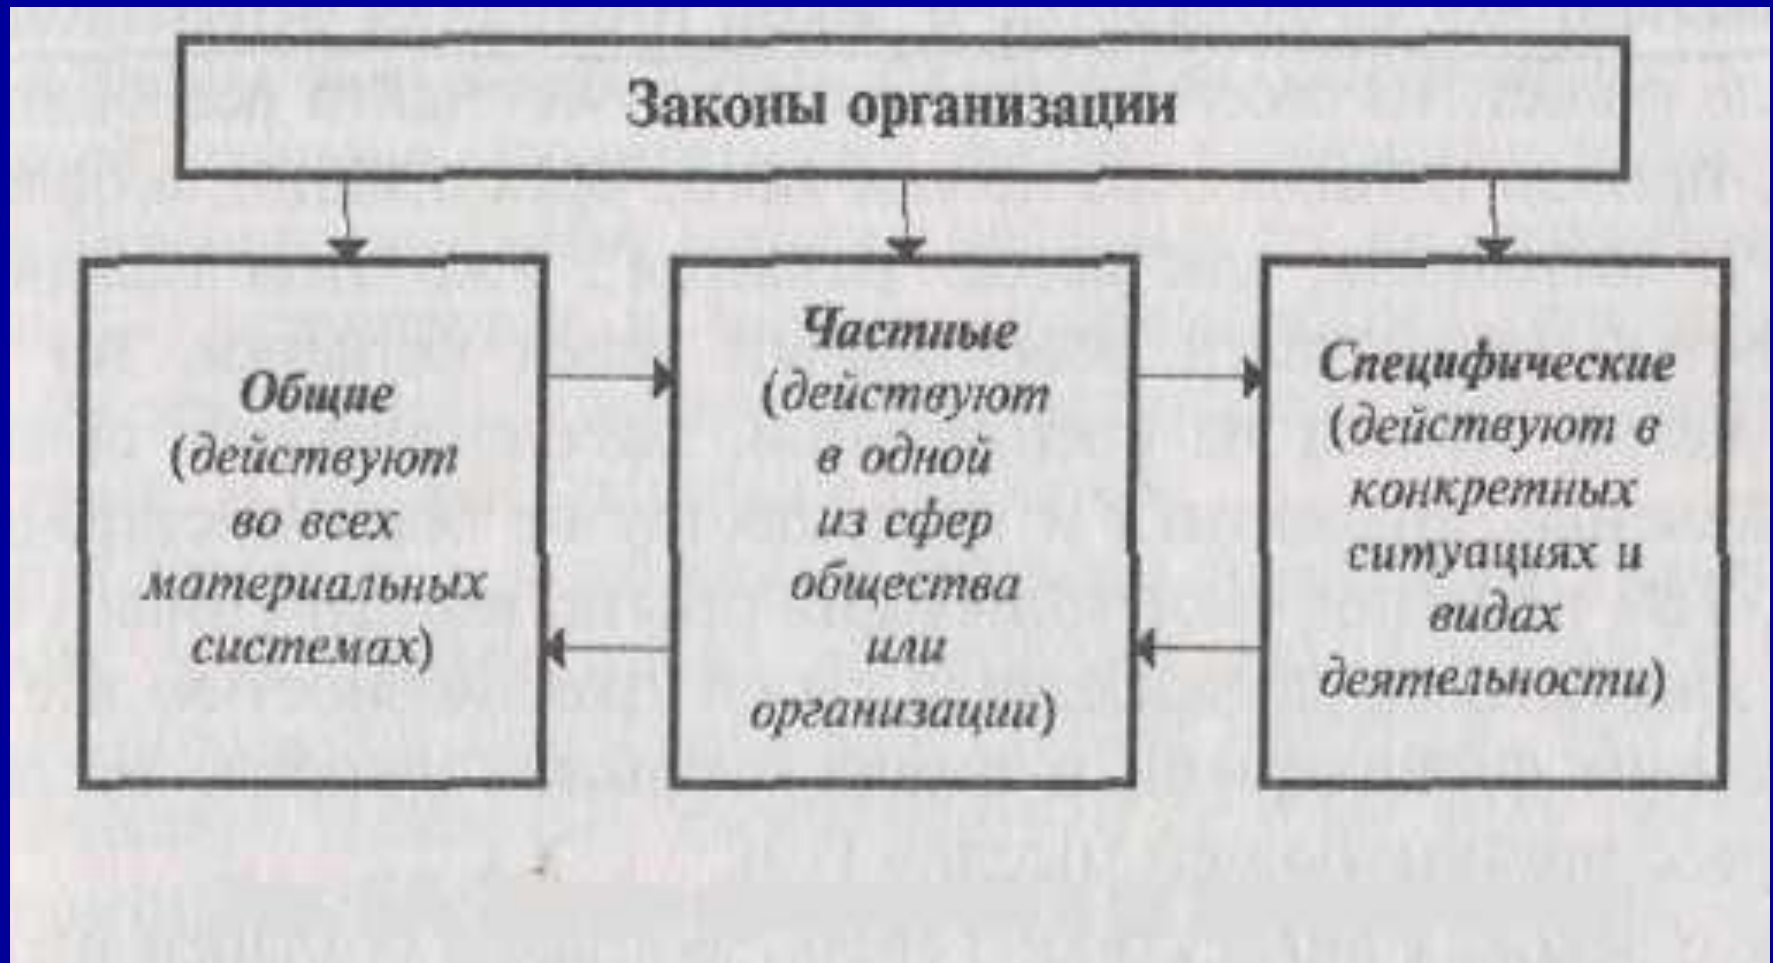 Законы организации
Общие
(действуют
во всех
материальных
системах)
Частные
(действуют
в одной
из сфер
общества
или
организации)
Специфические
(действуют в
конкретных
ситуациях и
видах
деятельности)